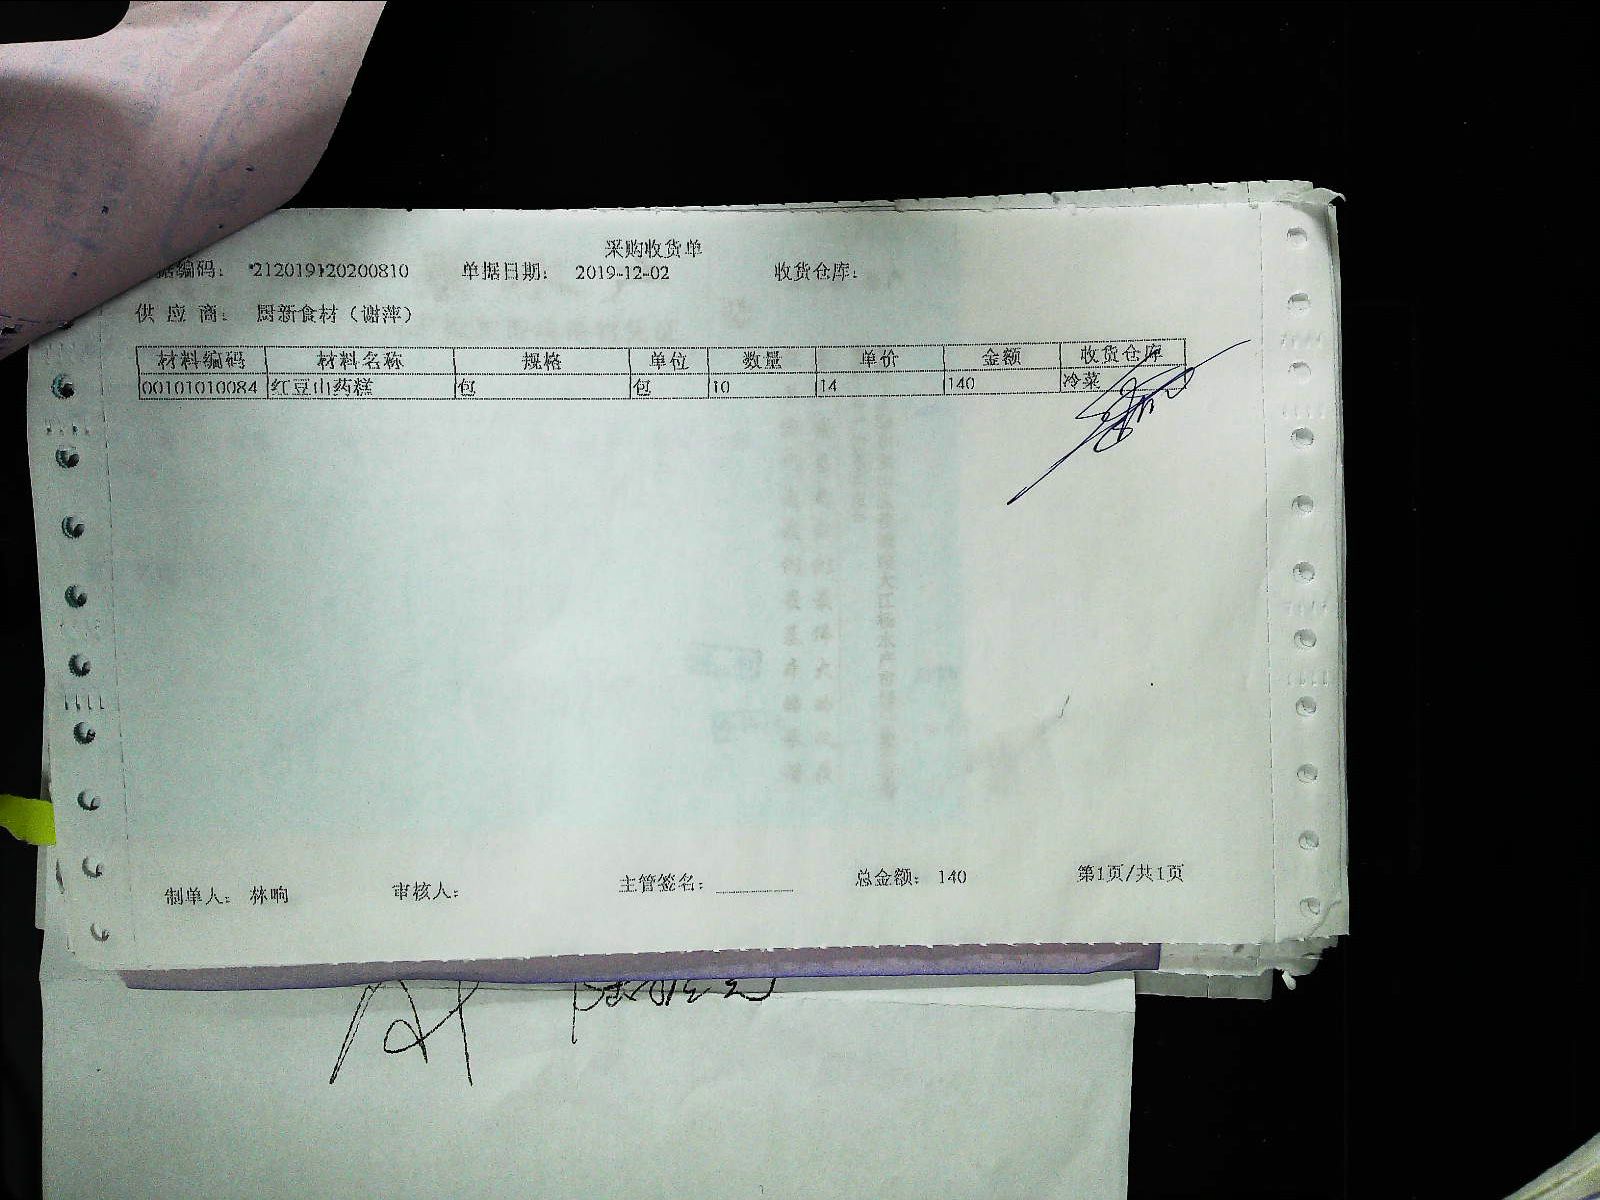 采购收货单
据编码： 212019120200810 单据日期： 2019-12-02 收货仓库：
供 应 商： 厨新食材（谢萍）
材料编码 材料名称 规格 单位 数量 单价 金额 收货仓库
00101010084 红豆山药糕 包 包 10 14 140 冷菜
制单人： 林响 审核人： 主管签名： 总金额： 140 第1页/共1页